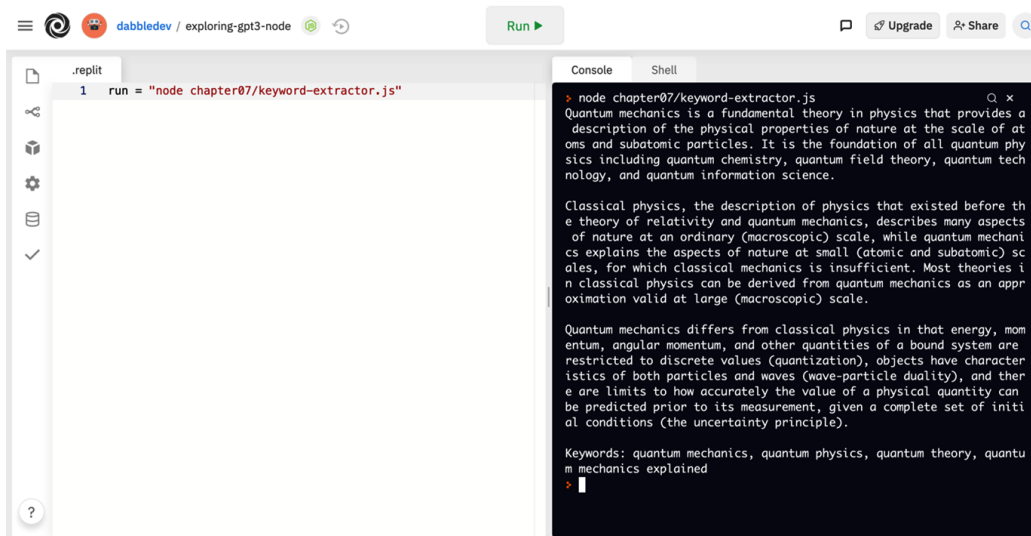 dabbledev / exploring-gpt3-node
Run
Upgrade
Share
.replit
1 run = "node chapter07/keyword-extractor.js"
Console
Shell
> node chapter07/keyword-extractor.js
Quantum mechanics is a fundamental theory in physics that provides a
description of the physical properties of nature at the scale of at
oms and subatomic particles. It is the foundation of all quantum phy
sics including quantum chemistry, quantum field theory, quantum tech
nology, and quantum information science.
Classical physics, the description of physics that existed before th
e theory of relativity and quantum mechanics, describes many aspects
of nature at an ordinary (macroscopic) scale, while quantum mechani
cs explains the aspects of nature at small (atomic and subatomic) sc
ales, for which classical mechanics is insufficient. Most theories i
n classical physics can be derived from quantum mechanics as an appr
oximation valid at large (macroscopic) scale.
Quantum mechanics differs from classical physics in that energy, mom
entum, angular momentum, and other quantities of a bound system are
restricted to discrete values (quantization), objects have character
istics of both particles and waves (wave-particle duality), and ther
e are limits to how accurately the value of a physical quantity can
be predicted prior to its measurement, given a complete set of initi
al conditions (the uncertainty principle).
Keywords: quantum mechanics, quantum physics, quantum theory, quantu
m mechanics explained
>
?